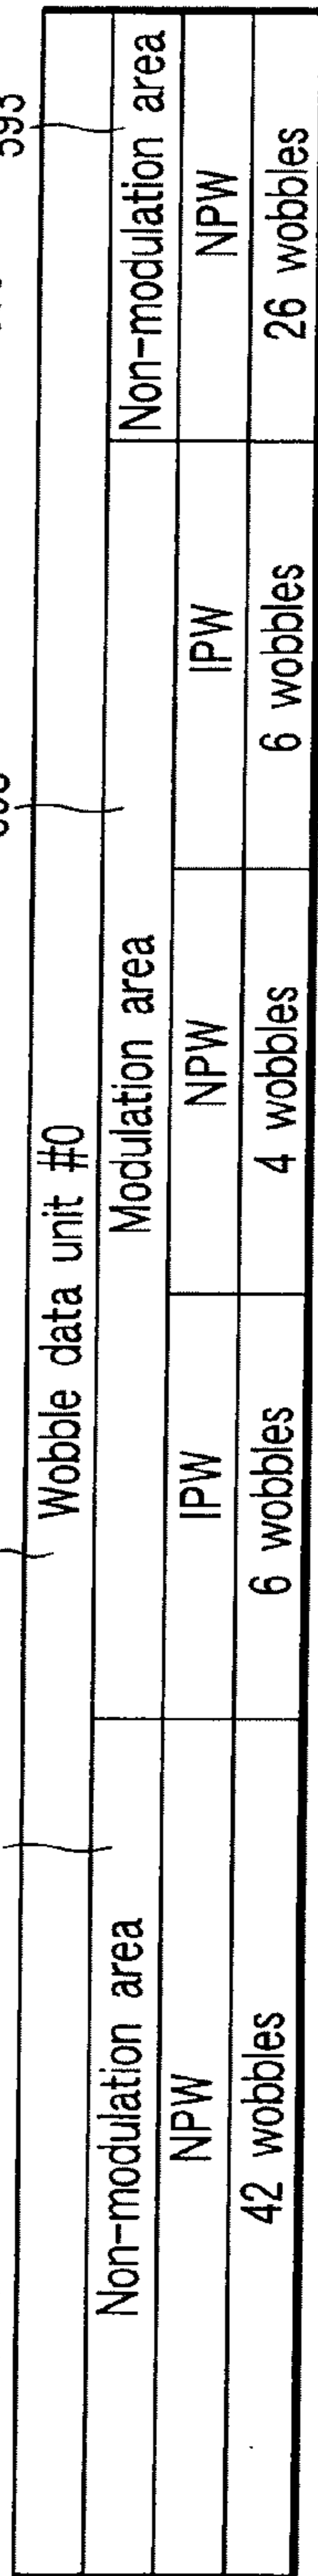 Wobble data unit #0
Non-modulation area Modulation area Non-modulation area
NPW IPW NPW IPW NPW
42 wobbles 6 wobbles 4 wobbles 6 wobbles 26 wobbles